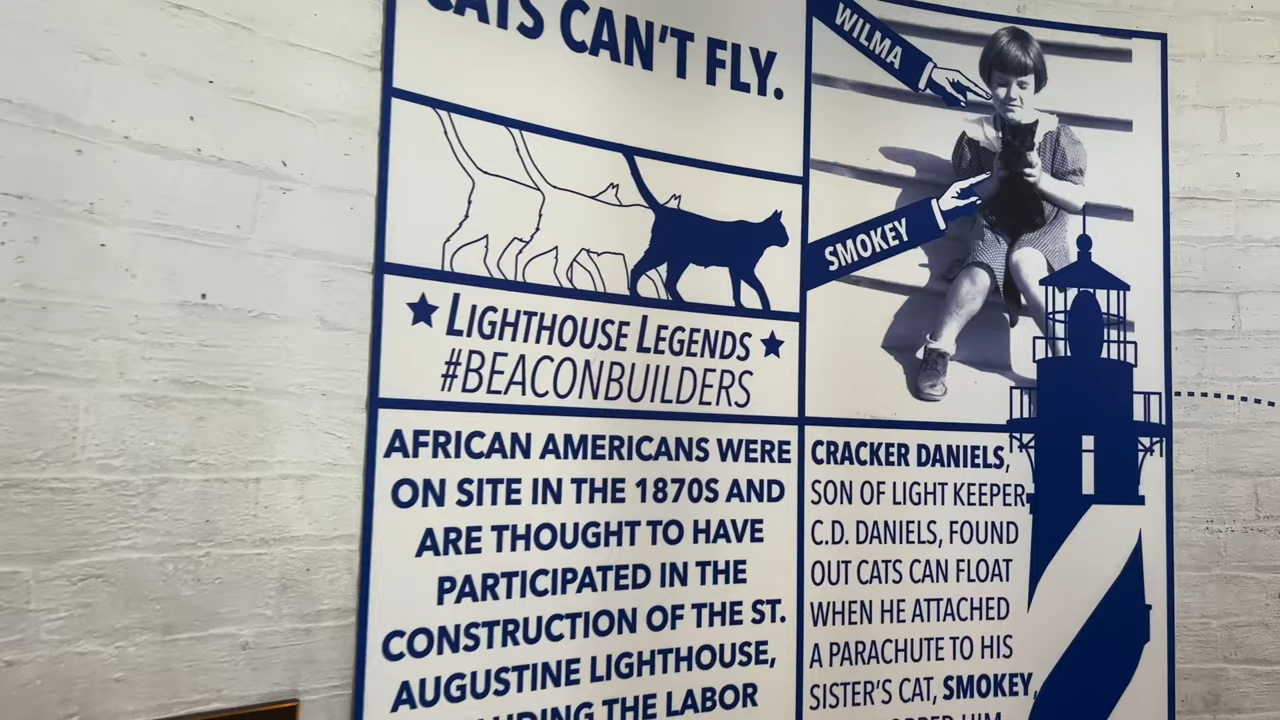 CATS CAN'T FLY.
WILMA
SMOKEY
★ LIGHTHOUSE LEGENDS ★
#BEACONBUILDERS
AFRICAN AMERICANS WERE
ON SITE IN THE 1870S AND
ARE THOUGHT TO HAVE
PARTICIPATED IN THE
CONSTRUCTION OF THE ST.
AUGUSTINE LIGHTHOUSE,
THE LABOR
CRACKER DANIELS,
SON OF LIGHT KEEPER
C.D. DANIELS, FOUND
OUT CATS CAN FLOAT
WHEN HE ATTACHED
A PARACHUTE TO HIS
SISTER'S CAT, SMOKEY,
HIM